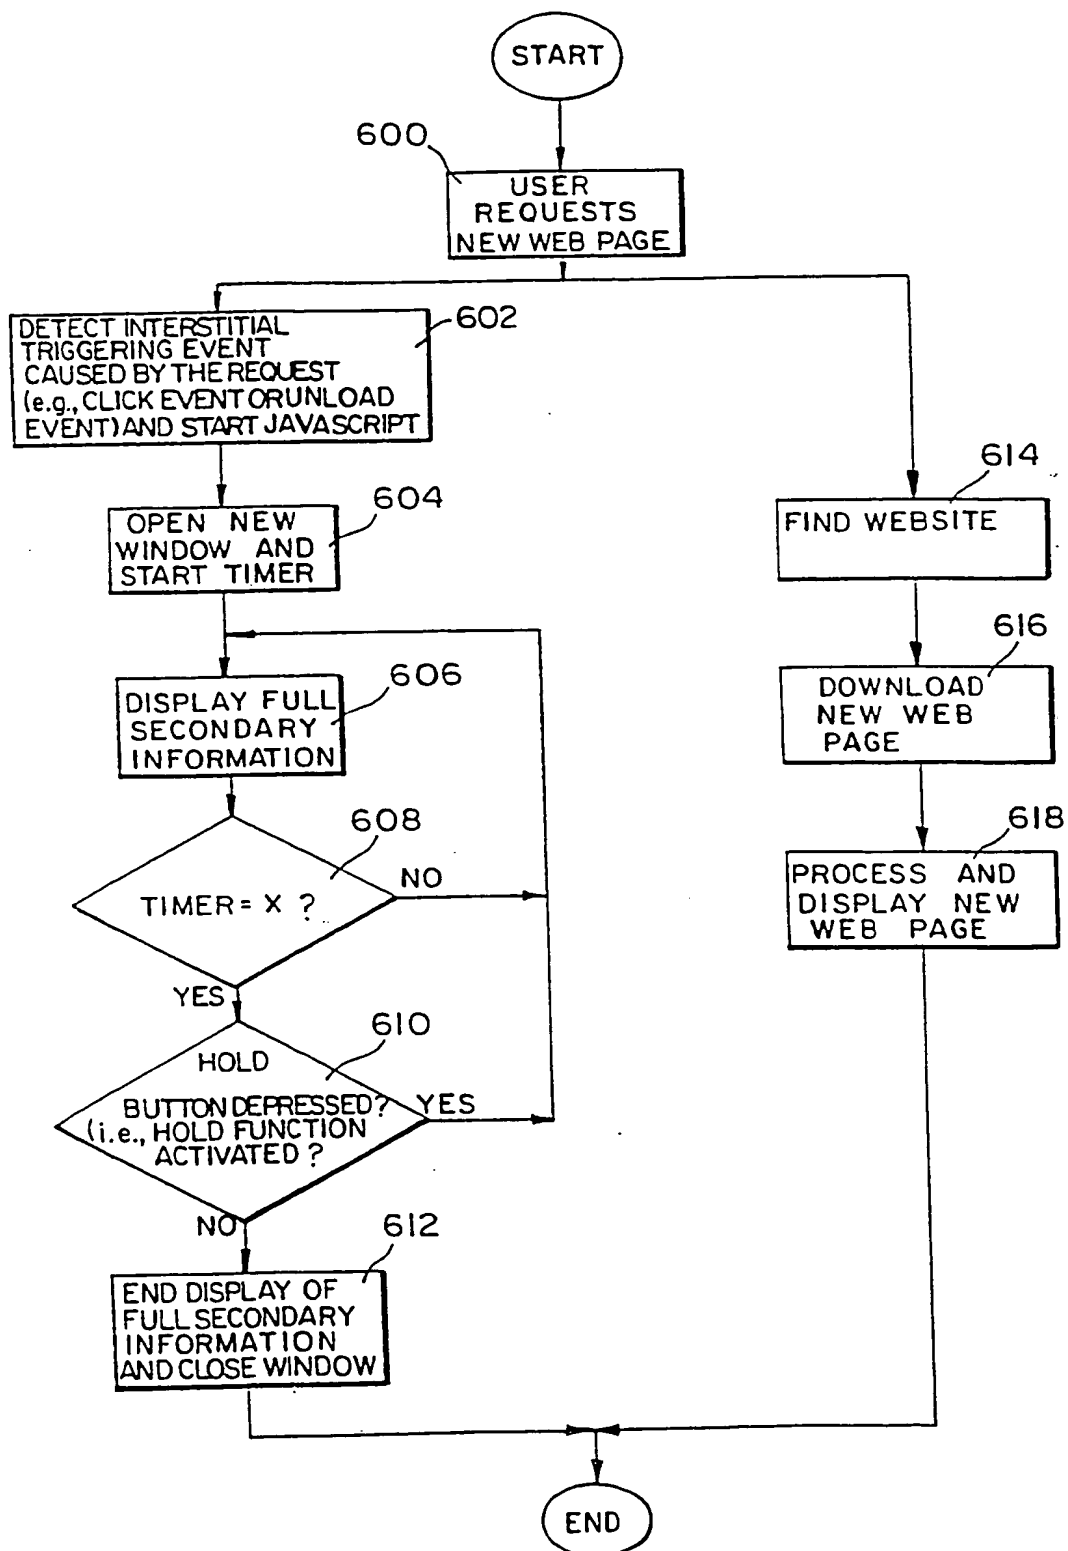 START
600
USER
REQUESTS
NEW WEB PAGE
602
DETECT INTERSTITIAL
TRIGGERING EVENT
CAUSED BY THE REQUEST
(e.g., CLICK EVENT OR UNLOAD
EVENT) AND START JAVASCRIPT
604
OPEN NEW
WINDOW AND
START TIMER
606
DISPLAY FULL
SECONDARY
INFORMATION
608
TIMER = X ?
NO
YES
610
HOLD
BUTTON DEPRESSED?
(i.e., HOLD FUNCTION
ACTIVATED ?
YES
NO
612
END DISPLAY OF
FULL SECONDARY
INFORMATION
AND CLOSE WINDOW
614
FIND WEBSITE
616
DOWNLOAD
NEW WEB
PAGE
618
PROCESS AND
DISPLAY NEW
WEB PAGE
END